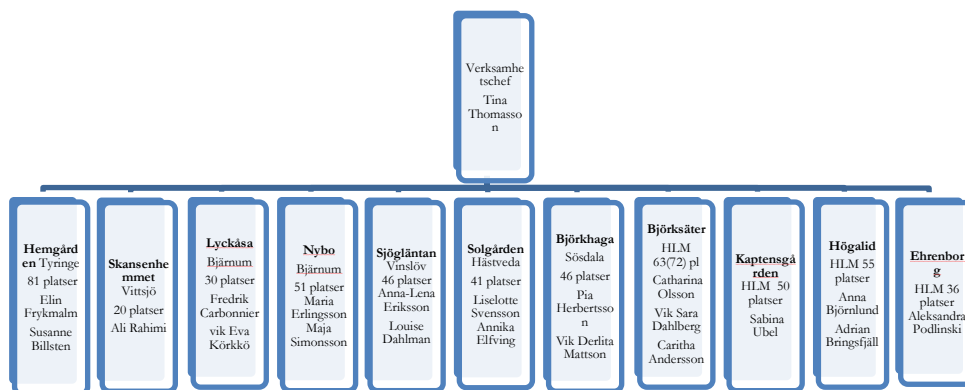 Verksamhe
tschef
Tina
Thomasso
n
Hemgård
en Tyringe
81 platser
Elin
Frykmalm
Susanne
Billsten
Skansenhe
mmet
Vittsjö
20 platser
Ali Rahimi
Lyckåsa
Bjärnum
30 platser
Fredrik
Carbonnier
vik Eva
Körkkö
Nybo
Bjärnum
51 platser
Maria
Erlingsson
Maja
Simonsson
Sjögläntan
Vinslöv
46 platser
Anna-Lena
Eriksson
Louise
Dahlman
Solgården
Hästveda
41 platser
Liselotte
Svensson
Annika
Elfving
Björkhaga
Sösdala
46 platser
Pia
Herbertsso
n
Vik Derlita
Mattson
Björksäter
HLM
63(72) pl
Catharina
Olsson
Vik Sara
Dahlberg
Caritha
Andersson
Kaptensgå
rden
HLM 50
platser
Sabina
Ubel
Högalid
HLM 55
platser
Anna
Björnlund
Adrian
Bringsfjäll
Ehrenbor
g
HLM 36
platser
Aleksandra
Podlinski